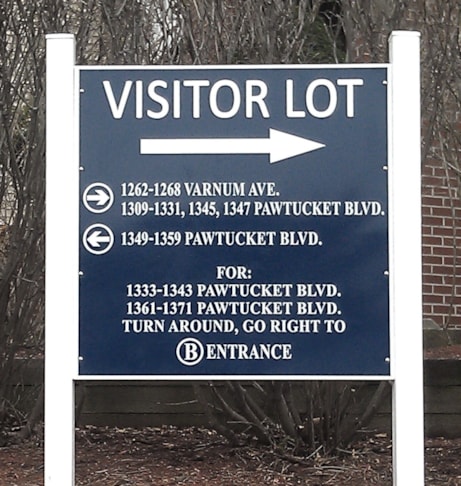 VISITOR LOT
1262-1268 VARNUM AVE.
1309-1331, 1345, 1347 PAWTUCKET BLVD.
1349-1359 PAWTUCKET BLVD.
FOR:
1333-1343 PAWTUCKET BLVD.
1361-1371 PAWTUCKET BLVD.
TURN AROUND, GO RIGHT TO
B ENTRANCE